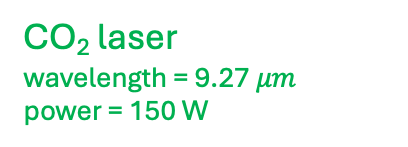 CO₂ laser
wavelength = 9.27 μm
power = 150 W